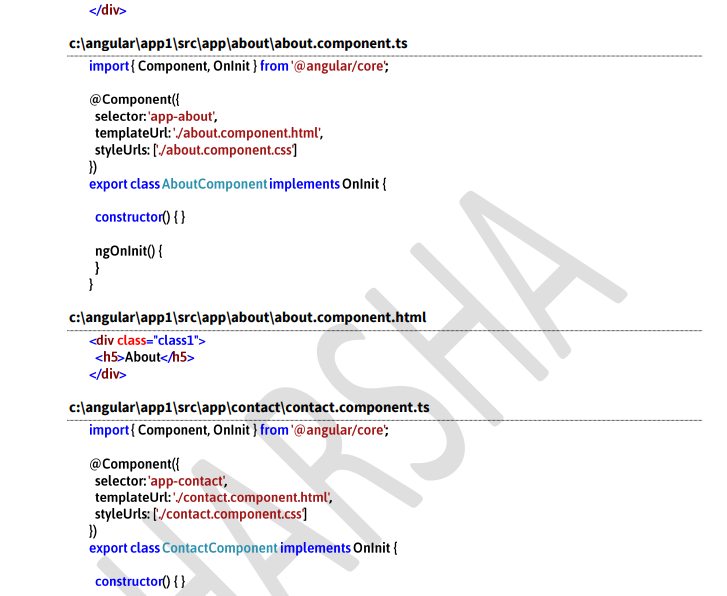 </div>
c:\angular\app1\src\app\about\about.component.ts
import { Component, OnInit } from '@angular/core';
@Component({
selector: 'app-about',
templateUrl: './about.component.html',
styleUrls: ['./about.component.css']
})
export class AboutComponent implements OnInit {
constructor() { }
ngOnInit() {
}
}
c:\angular\app1\src\app\about\about.component.html
<div class="class1">
<h5>About</h5>
</div>
c:\angular\app1\src\app\contact\contact.component.ts
import { Component, OnInit } from '@angular/core';
@Component({
selector: 'app-contact',
templateUrl: './contact.component.html',
styleUrls: ['./contact.component.css']
})
export class ContactComponent implements OnInit {
constructor() { }
HARSHA